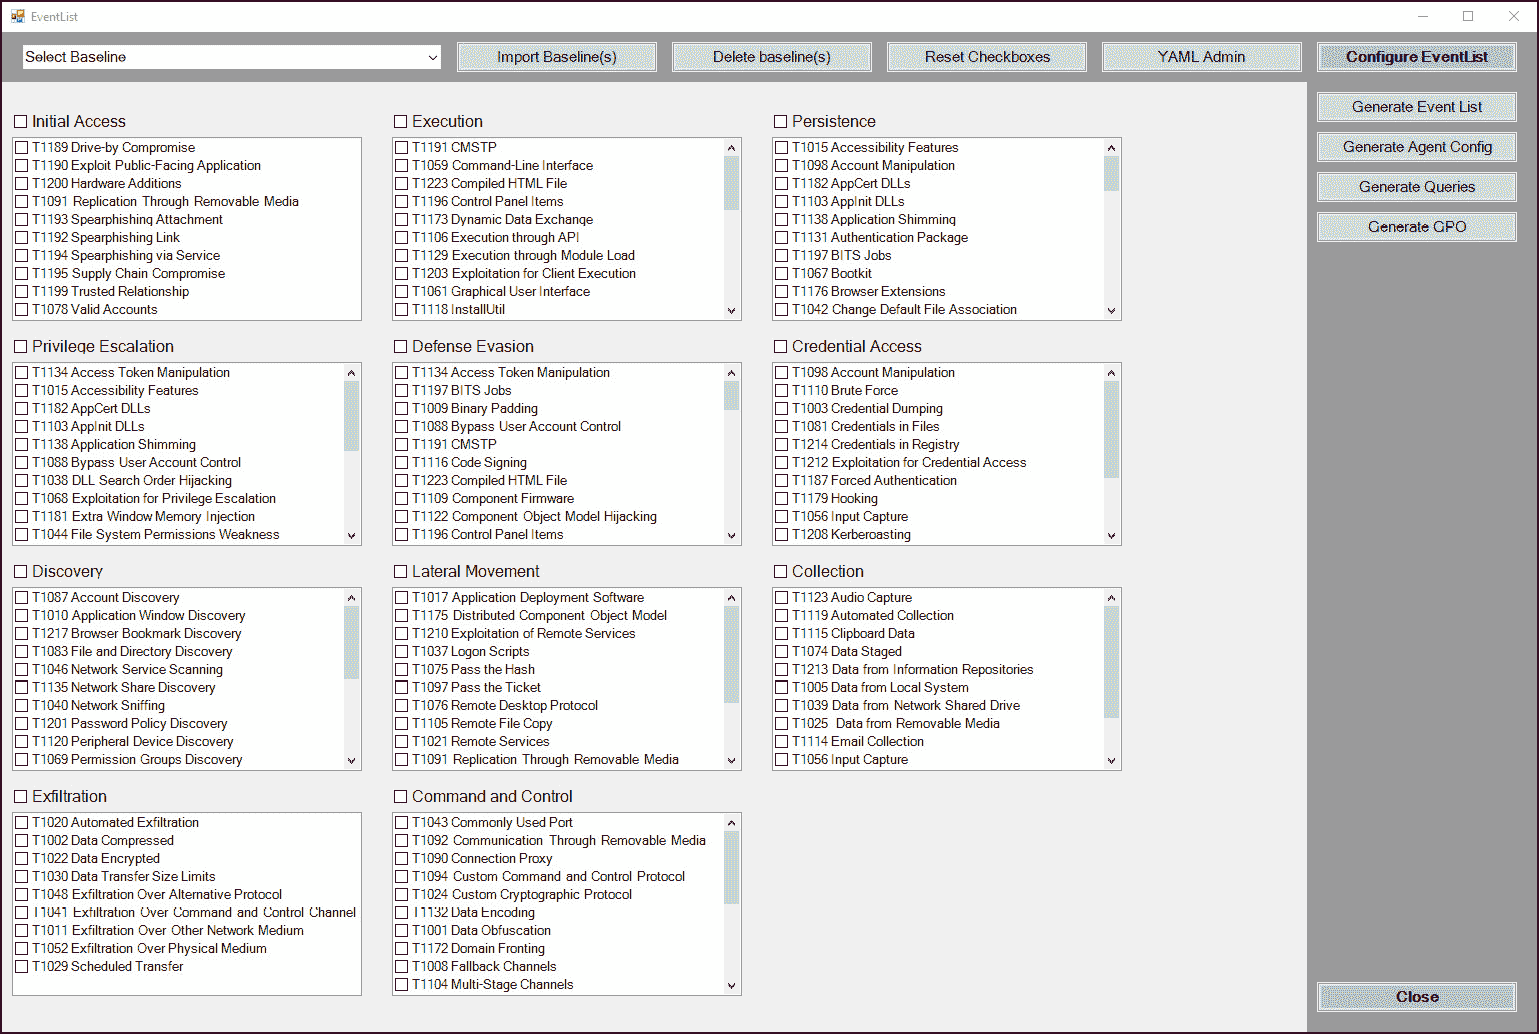 EventList
Select Baseline
Import Baseline(s)
Delete baseline(s)
Reset Checkboxes
YAML Admin
Configure EventList
Generate Event List
Generate Agent Config
Generate Queries
Generate GPO
Initial Access
T1189 Drive-by Compromise
T1190 Exploit Public-Facing Application
T1200 Hardware Additions
T1091 Replication Through Removable Media
T1193 Spearphishing Attachment
T1192 Spearphishing Link
T1194 Spearphishing via Service
T1195 Supply Chain Compromise
T1199 Trusted Relationship
T1078 Valid Accounts
Execution
T1191 CMSTP
T1059 Command-Line Interface
T1223 Compiled HTML File
T1196 Control Panel Items
T1173 Dynamic Data Exchange
T1106 Execution through API
T1129 Execution through Module Load
T1203 Exploitation for Client Execution
T1061 Graphical User Interface
T1118 InstallUtil
Persistence
T1015 Accessibility Features
T1098 Account Manipulation
T1182 AppCert DLLs
T1103 AppInit DLLs
T1138 Application Shimming
T1131 Authentication Package
T1197 BITS Jobs
T1067 Bootkit
T1176 Browser Extensions
T1042 Change Default File Association
Privilege Escalation
T1134 Access Token Manipulation
T1015 Accessibility Features
T1182 AppCert DLLs
T1103 AppInit DLLs
T1138 Application Shimming
T1088 Bypass User Account Control
T1038 DLL Search Order Hijacking
T1068 Exploitation for Privilege Escalation
T1181 Extra Window Memory Injection
T1044 File System Permissions Weakness
Defense Evasion
T1134 Access Token Manipulation
T1197 BITS Jobs
T1009 Binary Padding
T1088 Bypass User Account Control
T1191 CMSTP
T1116 Code Signing
T1223 Compiled HTML File
T1109 Component Firmware
T1122 Component Object Model Hijacking
T1196 Control Panel Items
Credential Access
T1098 Account Manipulation
T1110 Brute Force
T1003 Credential Dumping
T1081 Credentials in Files
T1214 Credentials in Registry
T1212 Exploitation for Credential Access
T1187 Forced Authentication
T1179 Hooking
T1056 Input Capture
T1208 Kerberoasting
Discovery
T1087 Account Discovery
T1010 Application Window Discovery
T1217 Browser Bookmark Discovery
T1083 File and Directory Discovery
T1046 Network Service Scanning
T1135 Network Share Discovery
T1040 Network Sniffing
T1201 Password Policy Discovery
T1120 Peripheral Device Discovery
T1069 Permission Groups Discovery
Lateral Movement
T1017 Application Deployment Software
T1175 Distributed Component Object Model
T1210 Exploitation of Remote Services
T1037 Logon Scripts
T1075 Pass the Hash
T1097 Pass the Ticket
T1076 Remote Desktop Protocol
T1105 Remote File Copy
T1021 Remote Services
T1091 Replication Through Removable Media
Collection
T1123 Audio Capture
T1119 Automated Collection
T1115 Clipboard Data
T1074 Data Staged
T1213 Data from Information Repositories
T1005 Data from Local System
T1039 Data from Network Shared Drive
T1025 Data from Removable Media
T1114 Email Collection
T1056 Input Capture
Exfiltration
T1020 Automated Exfiltration
T1002 Data Compressed
T1022 Data Encrypted
T1030 Data Transfer Size Limits
T1048 Exfiltration Over Alternative Protocol
T1041 Exfiltration Over Command and Control Channel
T1011 Exfiltration Over Other Network Medium
T1052 Exfiltration Over Physical Medium
T1029 Scheduled Transfer
Command and Control
T1043 Commonly Used Port
T1092 Communication Through Removable Media
T1090 Connection Proxy
T1094 Custom Command and Control Protocol
T1024 Custom Cryptographic Protocol
T1132 Data Encoding
T1001 Data Obfuscation
T1172 Domain Fronting
T1008 Fallback Channels
T1104 Multi-Stage Channels
Close